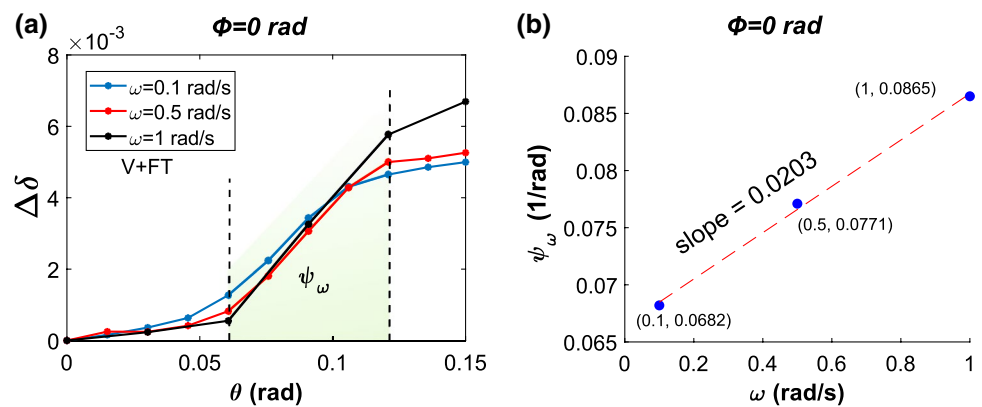 (a)
Φ=0 rad
×10⁻³
8
6
4
2
0
Δδ
ω=0.1 rad/s
ω=0.5 rad/s
ω=1 rad/s
V+FT
ψω
0 0.05 0.1 0.15
θ (rad)
(b)
Φ=0 rad
0.09
0.085
0.08
0.075
0.07
0.065
ψω (1/rad)
(1, 0.0865)
slope = 0.0203
(0.5, 0.0771)
(0.1, 0.0682)
0 0.2 0.4 0.6 0.8 1
ω (rad/s)